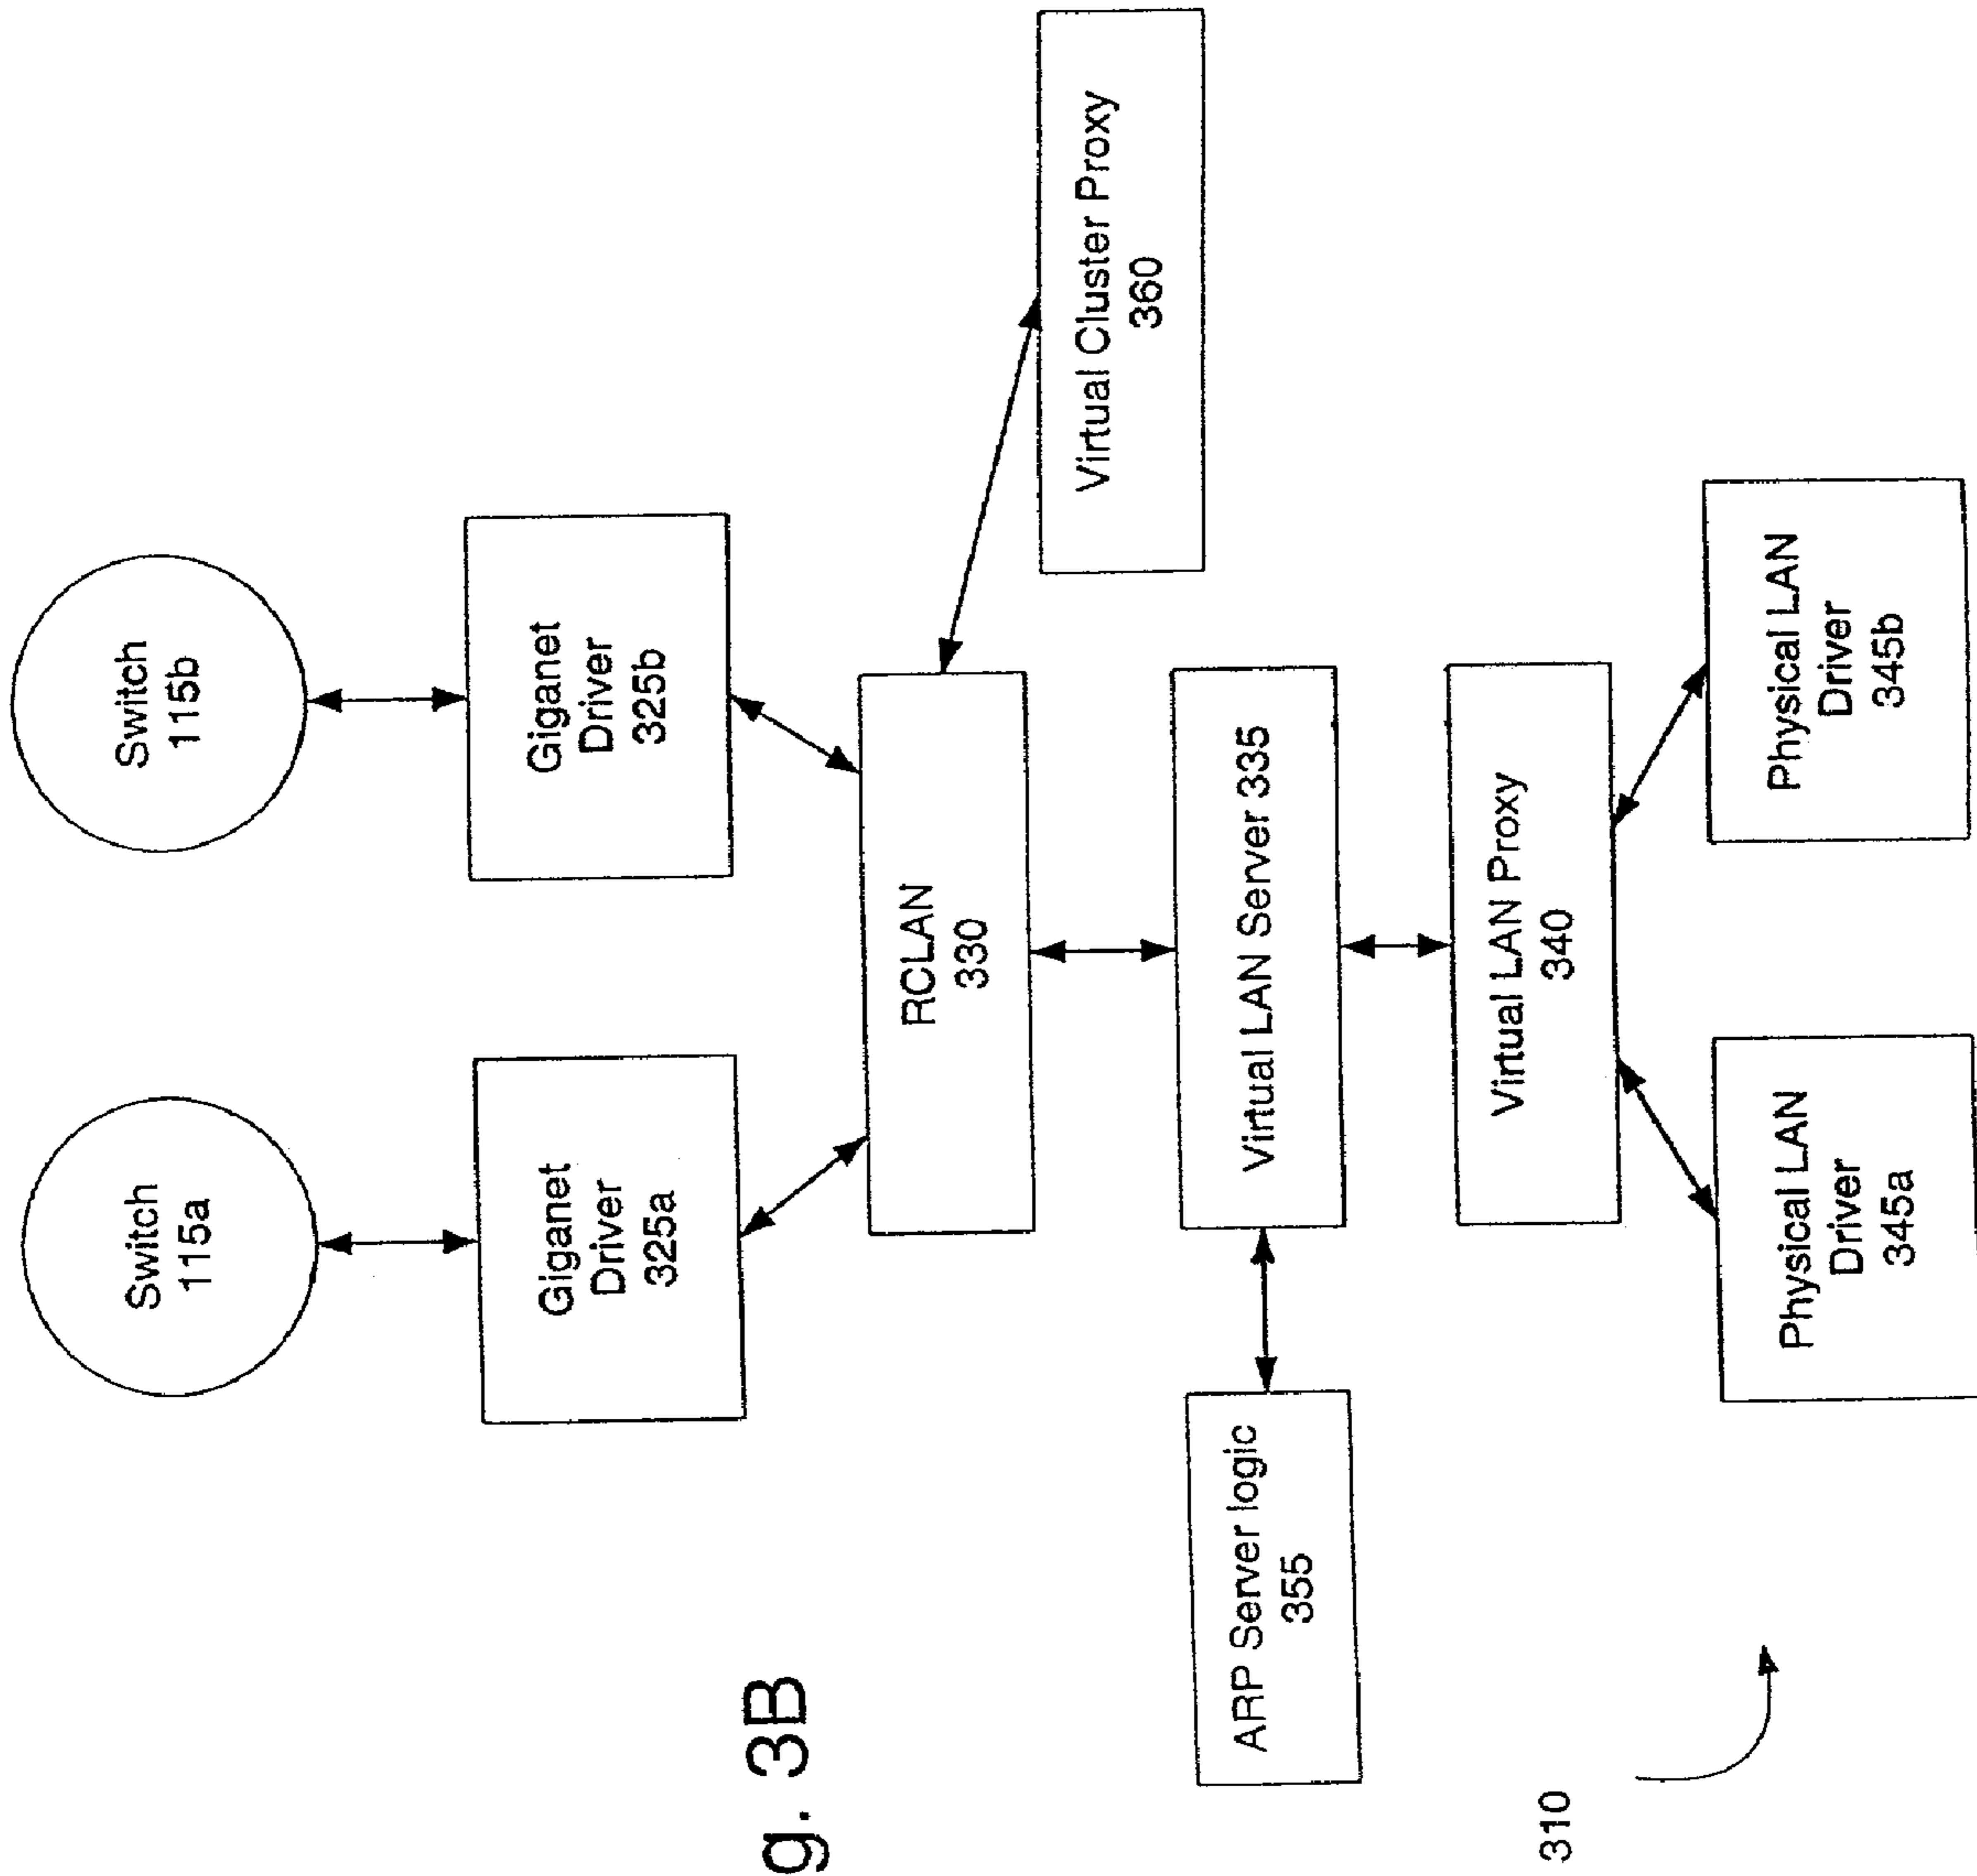 Switch
115a
Switch
115b
Giganet
Driver
325a
Giganet
Driver
325b
RCLAN
330
Virtual Cluster Proxy
360
g. 3B
ARP Server logic
355
Virtual LAN Server 335
Virtual LAN Proxy
340
310
Physical LAN
Driver
345a
Physical LAN
Driver
345b